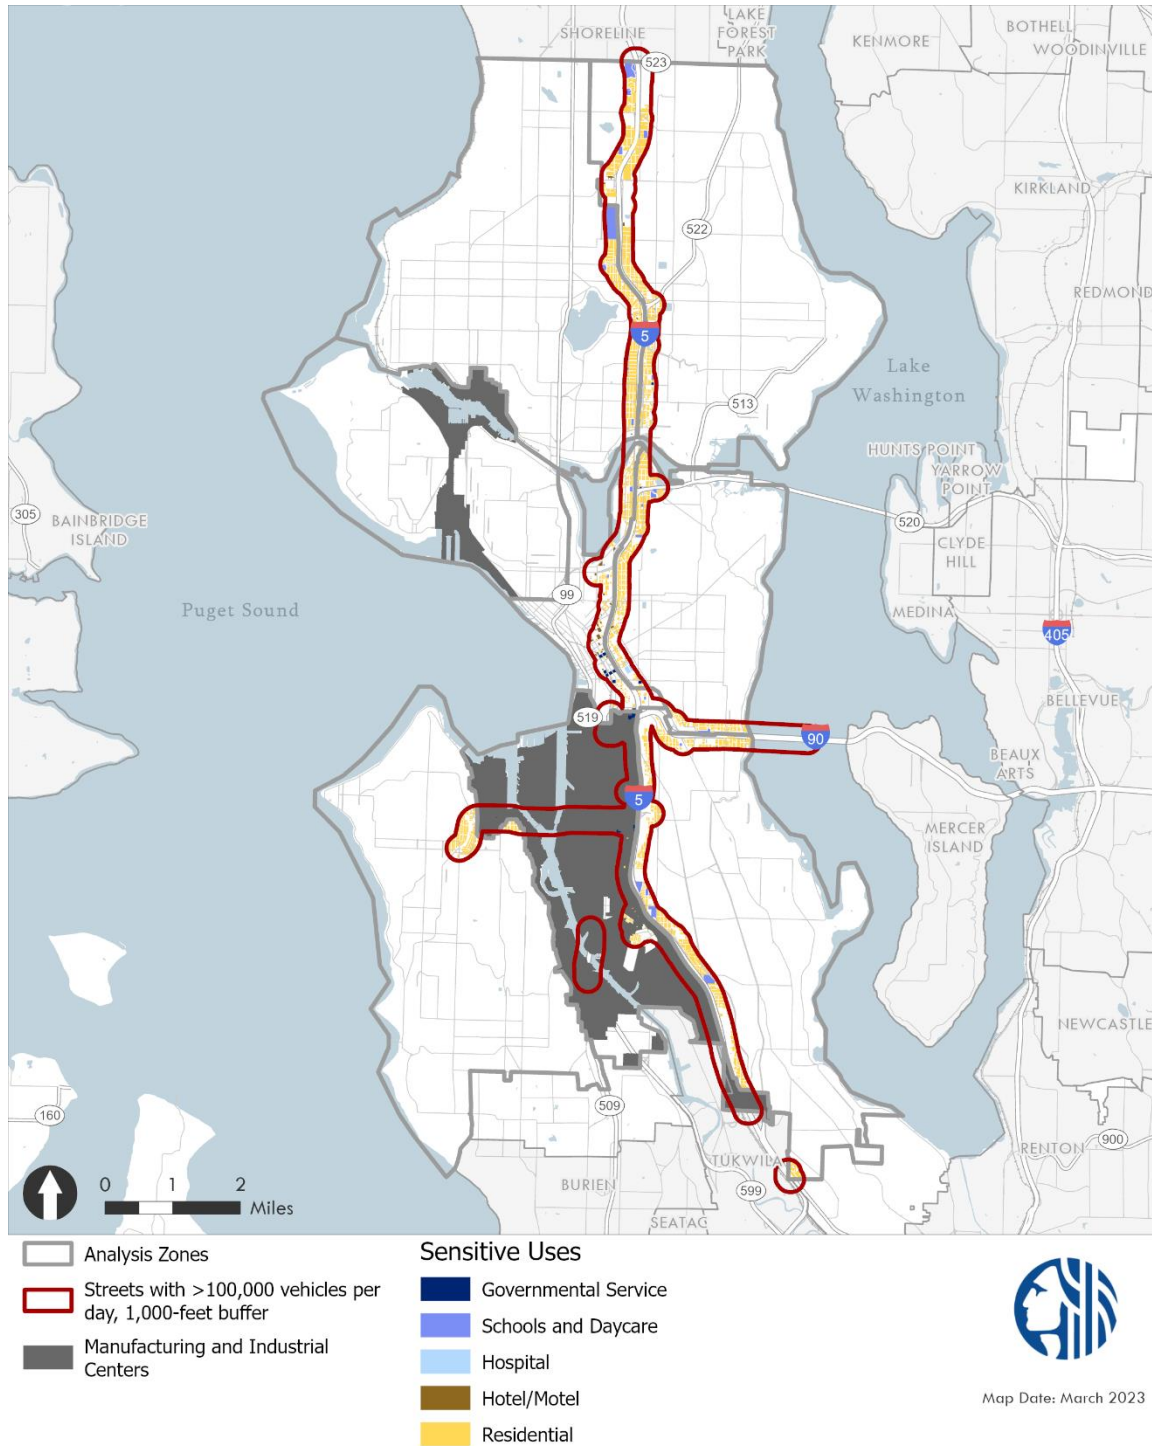 SHORELINE
LAKE
FOREST
PARK
KENMORE
BOTHELL
WOODINVILLE
523
KIRKLAND
522
REDMOND
5
Lake
Washington
513
HUNTS POINT
YARROW
POINT
305
BAINBRIDGE
ISLAND
520
CLYDE
HILL
99
Puget Sound
MEDINA
405
BELLEVUE
519
90
BEAUX
ARTS
5
MERCER
ISLAND
NEWCASTLE
160
509
RENTON
900
TUKWILA
BURIEN
599
SEATAC
0 1 2
Miles
Analysis Zones
Streets with >100,000 vehicles per
day, 1,000-feet buffer
Manufacturing and Industrial
Centers
Sensitive Uses
Governmental Service
Schools and Daycare
Hospital
Hotel/Motel
Residential
Map Date: March 2023